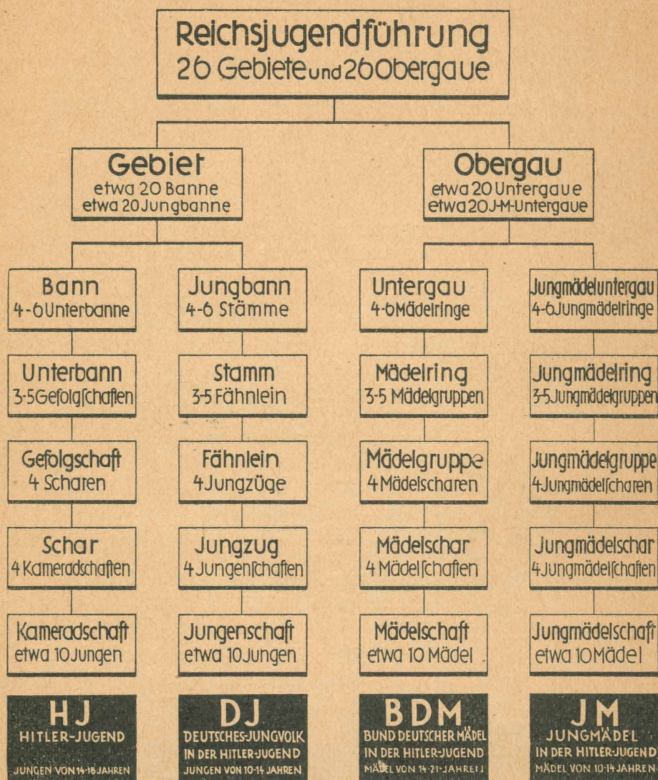 Reichsjugendführung
26 Gebiete und 26 Obergaue
Gebiet
etwa 20 Banne
etwa 20 Jungbanne
Obergau
etwa 20 Untergaue
etwa 20 J-M-Untergaue
Bann
4-6 Unterbanne
Jungbann
4-6 Stämme
Untergau
4-6 Mädelringe
Jungmädeluntergau
4-6 Jungmädelringe
Unterbann
3-5 Gefolgſchaften
Stamm
3-5 Fähnlein
Mädelring
3-5 Mädelgruppen
Jungmädelring
3-5 Jungmädelgruppen
Gefolgschaft
4 Scharen
Fähnlein
4 Jungzüge
Mädelgruppe
4 Mädelscharen
Jungmädelgruppe
4 Jungmädelſcharen
Schar
4 Kameradschaften
Jungzug
4 Jungenſchaften
Mädelschar
4 Mädelſchaften
Jungmädelschar
4 Jungmädelſchaften
Kameradschaft
etwa 10 Jungen
Jungenschaft
etwa 10 Jungen
Mädelschaft
etwa 10 Mädel
Jungmädelschaft
etwa 10 Mädel
HJ
HITLER-JUGEND
JUNGEN VON 14-18 JAHREN
DJ
DEUTSCHES-JUNGVOLK
IN DER HITLER-JUGEND
JUNGEN VON 10-14 JAHREN
BDM
BUND DEUTSCHER MÄDEL
IN DER HITLER-JUGEND
MÄDEL VON 14-21 JAHREN
JM
JUNGMÄDEL
IN DER HITLER-JUGEND
MÄDEL VON 10-14 JAHREN